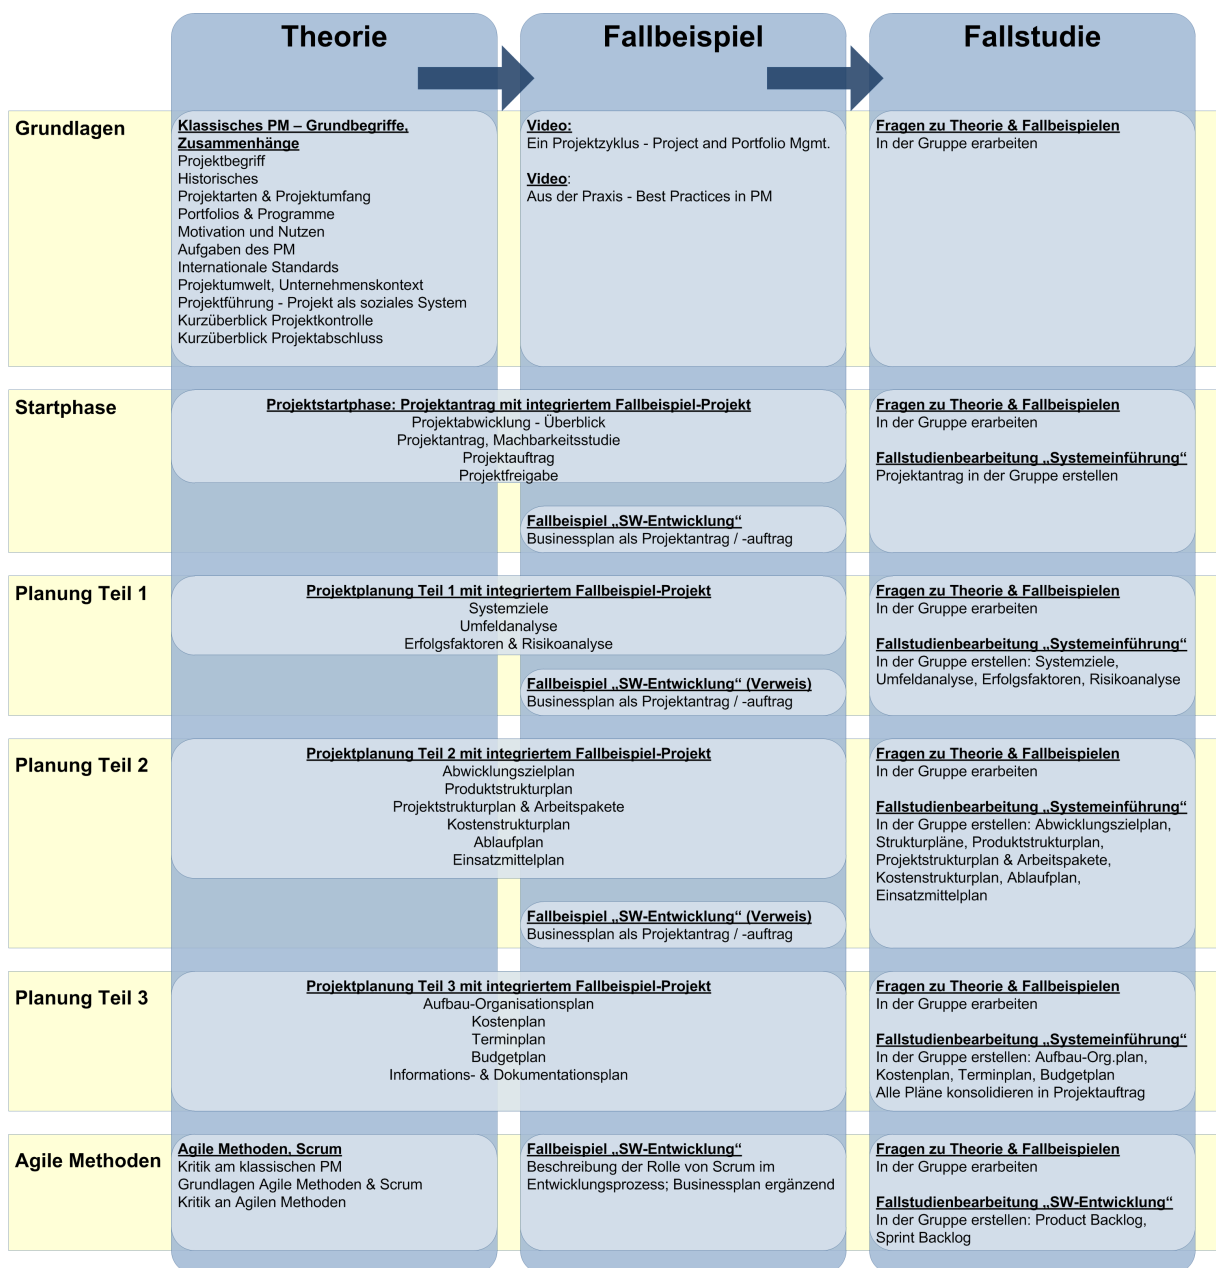 Theorie
Fallbeispiel
Fallstudie
Grundlagen
Klassisches PM – Grundbegriffe,
Zusammenhänge
Projektbegriff
Historisches
Projektarten & Projektumfang
Portfolios & Programme
Motivation und Nutzen
Aufgaben des PM
Internationale Standards
Projektumwelt, Unternehmenskontext
Projektführung - Projekt als soziales System
Kurzüberblick Projektkontrolle
Kurzüberblick Projektabschluss
Video:
Ein Projektzyklus - Project and Portfolio Mgmt.
Video:
Aus der Praxis - Best Practices in PM
Fragen zu Theorie & Fallbeispielen
In der Gruppe erarbeiten
Startphase
Projektstartphase: Projektantrag mit integriertem Fallbeispiel-Projekt
Projektabwicklung - Überblick
Projektantrag, Machbarkeitsstudie
Projektauftrag
Projektfreigabe
Fallbeispiel „SW-Entwicklung“
Businessplan als Projektantrag / -auftrag
Fragen zu Theorie & Fallbeispielen
In der Gruppe erarbeiten
Fallstudienbearbeitung „Systemeinführung“
Projektantrag in der Gruppe erstellen
Planung Teil 1
Projektplanung Teil 1 mit integriertem Fallbeispiel-Projekt
Systemziele
Umfeldanalyse
Erfolgsfaktoren & Risikoanalyse
Fallbeispiel „SW-Entwicklung“ (Verweis)
Businessplan als Projektantrag / -auftrag
Fragen zu Theorie & Fallbeispielen
In der Gruppe erarbeiten
Fallstudienbearbeitung „Systemeinführung“
In der Gruppe erstellen: Systemziele,
Umfeldanalyse, Erfolgsfaktoren, Risikoanalyse
Planung Teil 2
Projektplanung Teil 2 mit integriertem Fallbeispiel-Projekt
Abwicklungszielplan
Produktstrukturplan
Projektstrukturplan & Arbeitspakete
Kostenstrukturplan
Ablaufplan
Einsatzmittelplan
Fallbeispiel „SW-Entwicklung“ (Verweis)
Businessplan als Projektantrag / -auftrag
Fragen zu Theorie & Fallbeispielen
In der Gruppe erarbeiten
Fallstudienbearbeitung „Systemeinführung“
In der Gruppe erstellen: Abwicklungszielplan,
Strukturpläne, Produktstrukturplan,
Projektstrukturplan & Arbeitspakete,
Kostenstrukturplan, Ablaufplan,
Einsatzmittelplan
Planung Teil 3
Projektplanung Teil 3 mit integriertem Fallbeispiel-Projekt
Aufbau-Organisationsplan
Kostenplan
Terminplan
Budgetplan
Informations- & Dokumentationsplan
Fragen zu Theorie & Fallbeispielen
In der Gruppe erarbeiten
Fallstudienbearbeitung „Systemeinführung“
In der Gruppe erstellen: Aufbau-Org.plan,
Kostenplan, Terminplan, Budgetplan
Alle Pläne konsolidieren in Projektauftrag
Agile Methoden
Agile Methoden, Scrum
Kritik am klassischen PM
Grundlagen Agile Methoden & Scrum
Kritik an Agilen Methoden
Fallbeispiel „SW-Entwicklung“
Beschreibung der Rolle von Scrum im
Entwicklungsprozess; Businessplan ergänzend
Fragen zu Theorie & Fallbeispielen
In der Gruppe erarbeiten
Fallstudienbearbeitung „SW-Entwicklung“
In der Gruppe erstellen: Product Backlog,
Sprint Backlog